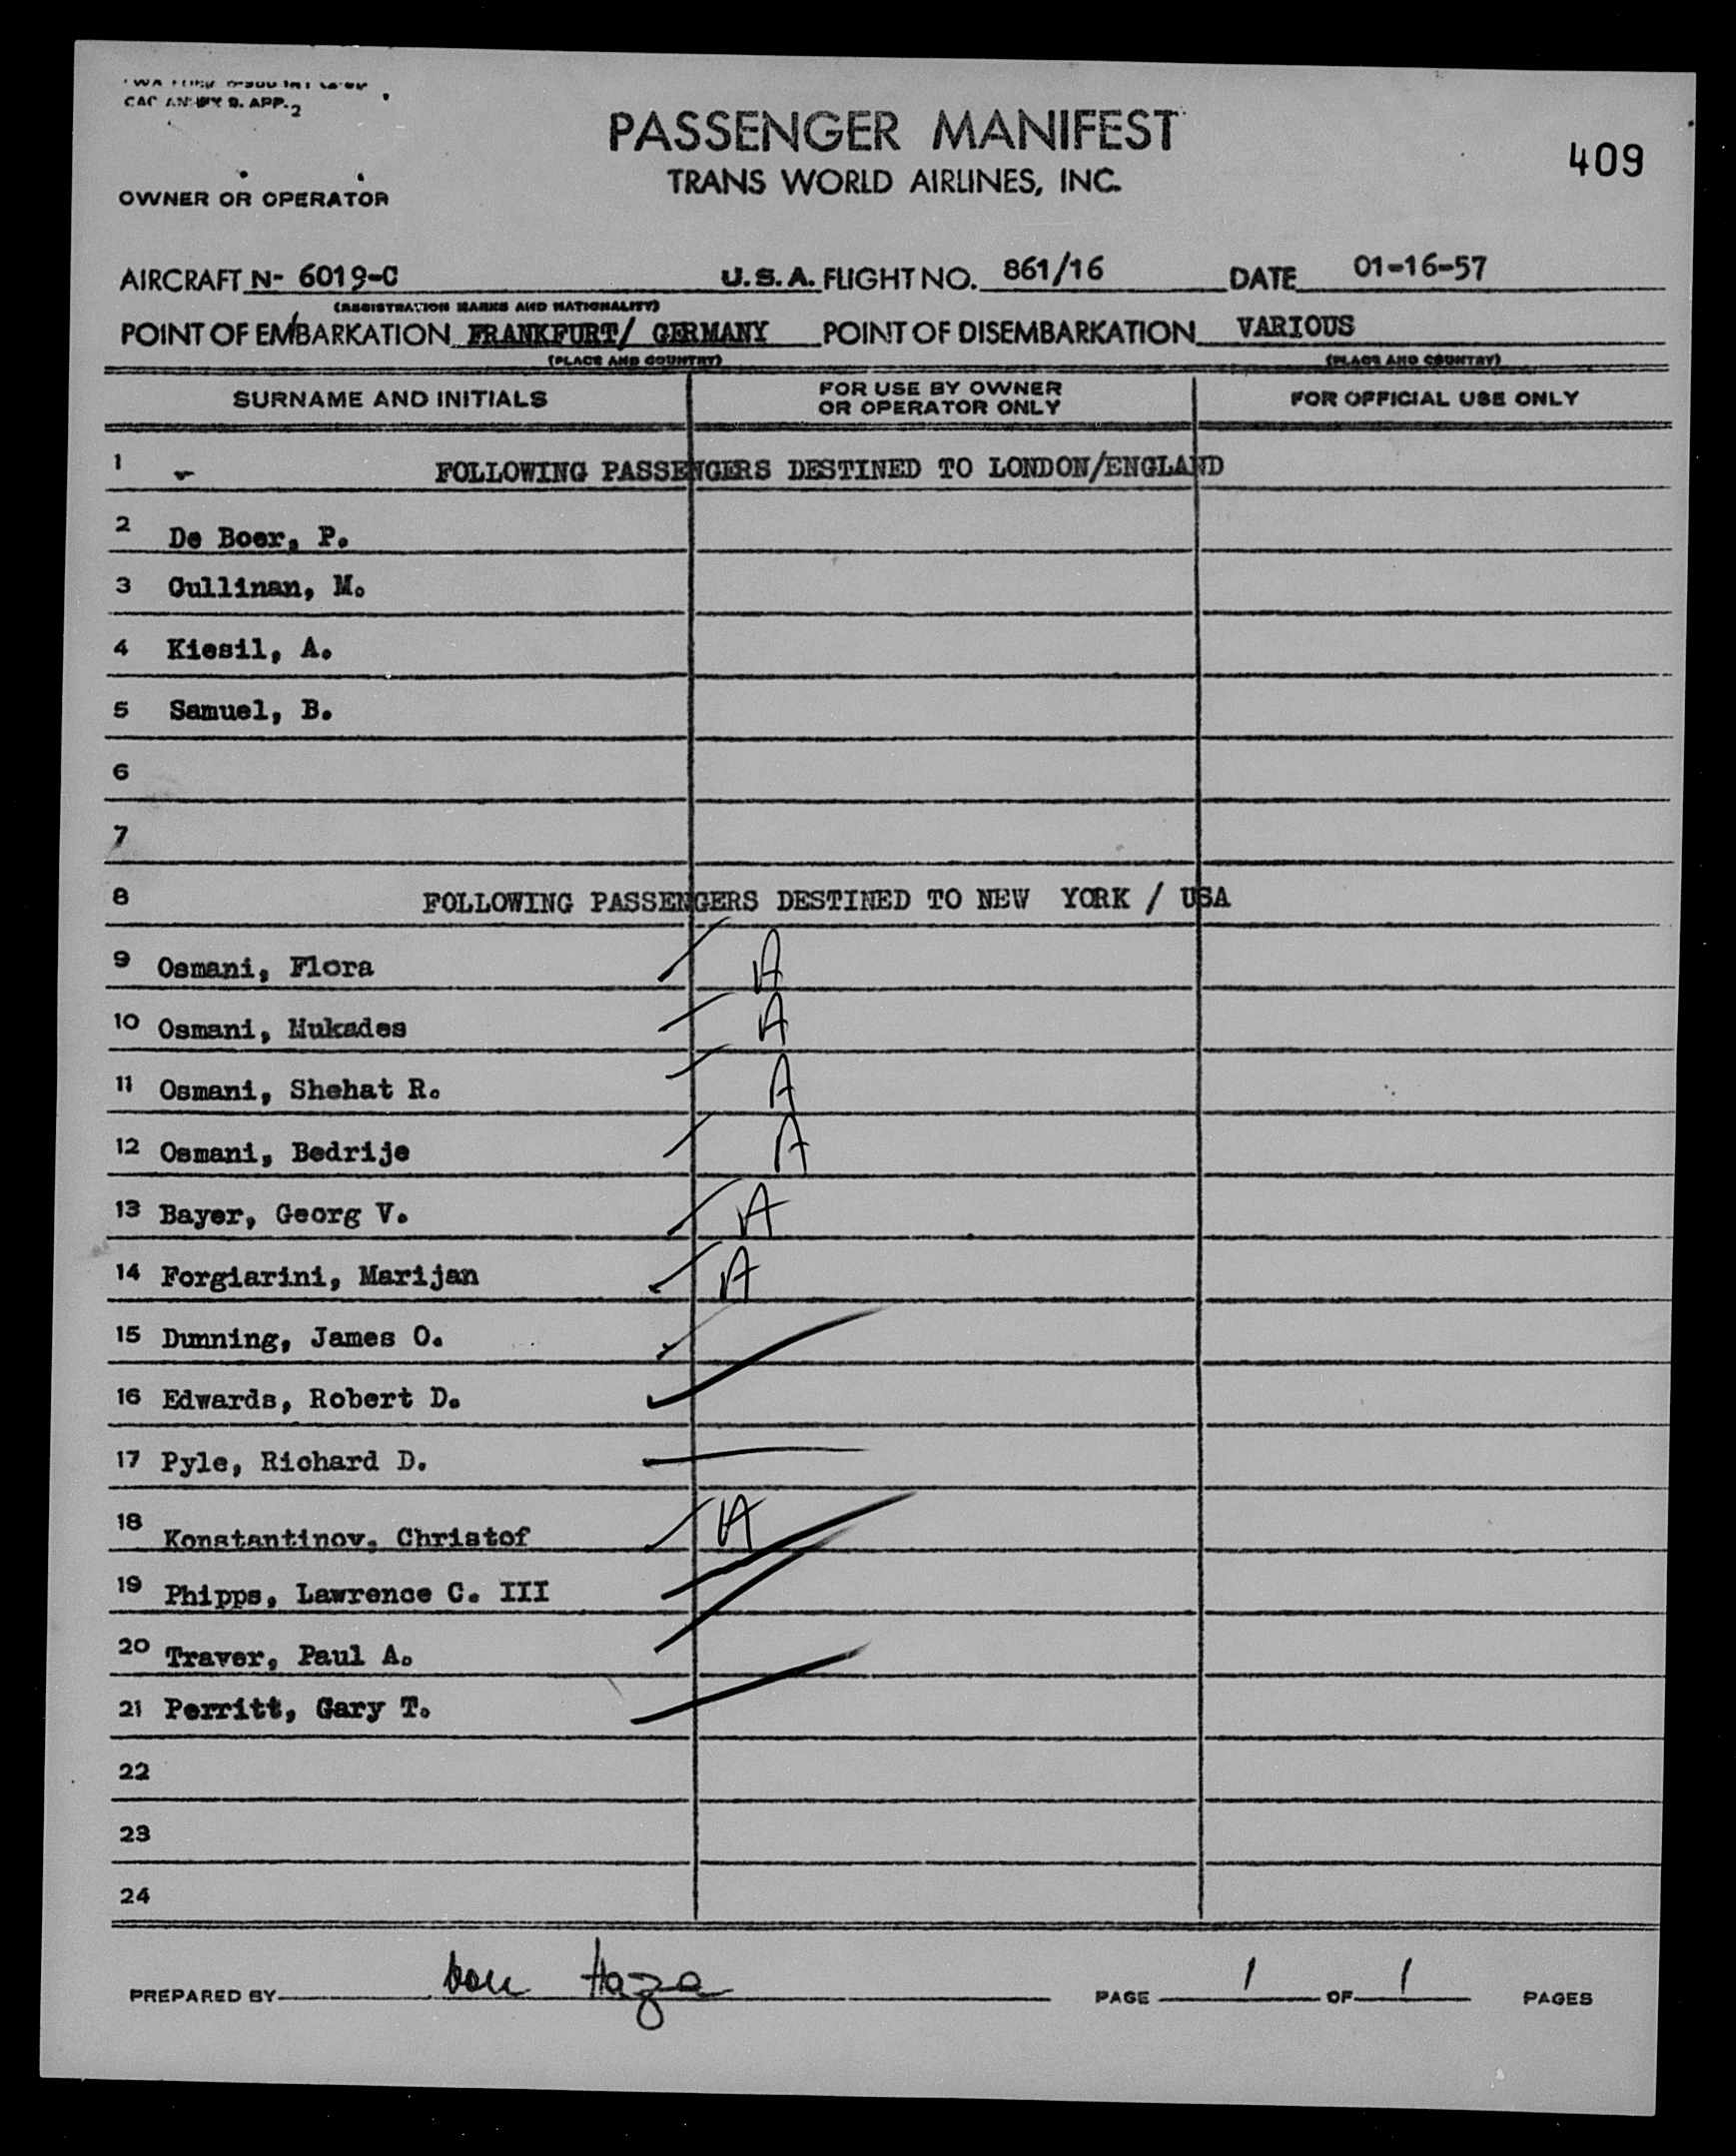 CAC ANNEX 9. APP. 2
PASSENGER MANIFEST
409
TRANS WORLD AIRLINES, INC.
OWNER OR OPERATOR
AIRCRAFT N- 6019-C U.S.A. FLIGHT NO. 861/16 DATE 01-16-57
(REGISTRATION MARKS AND NATIONALITY)
POINT OF EMBARKATION FRANKFURT/ GERMANY POINT OF DISEMBARKATION VARIOUS
(PLACE AND COUNTRY) (PLACE AND COUNTRY)
SURNAME AND INITIALS FOR USE BY OWNER OR OPERATOR ONLY FOR OFFICIAL USE ONLY
1 FOLLOWING PASSENGERS DESTINED TO LONDON/ENGLAND
2 De Boer, P.
3 Cullinan, M.
4 Kiesil, A.
5 Samuel, B.
6
7
8 FOLLOWING PASSENGERS DESTINED TO NEW YORK / USA
9 Osmani, Flora A
10 Osmani, Mukades A
11 Osmani, Shehat R. A
12 Osmani, Bedrije A
13 Bayer, Georg V. A
14 Forgiarini, Marijan A
15 Dunning, James O.
16 Edwards, Robert D.
17 Pyle, Richard D.
18 Konstantinov, Christof A
19 Phipps, Lawrence C. III
20 Traver, Paul A.
21 Perritt, Gary T.
22
23
24
PREPARED BY PAGE 1 OF 1 PAGES